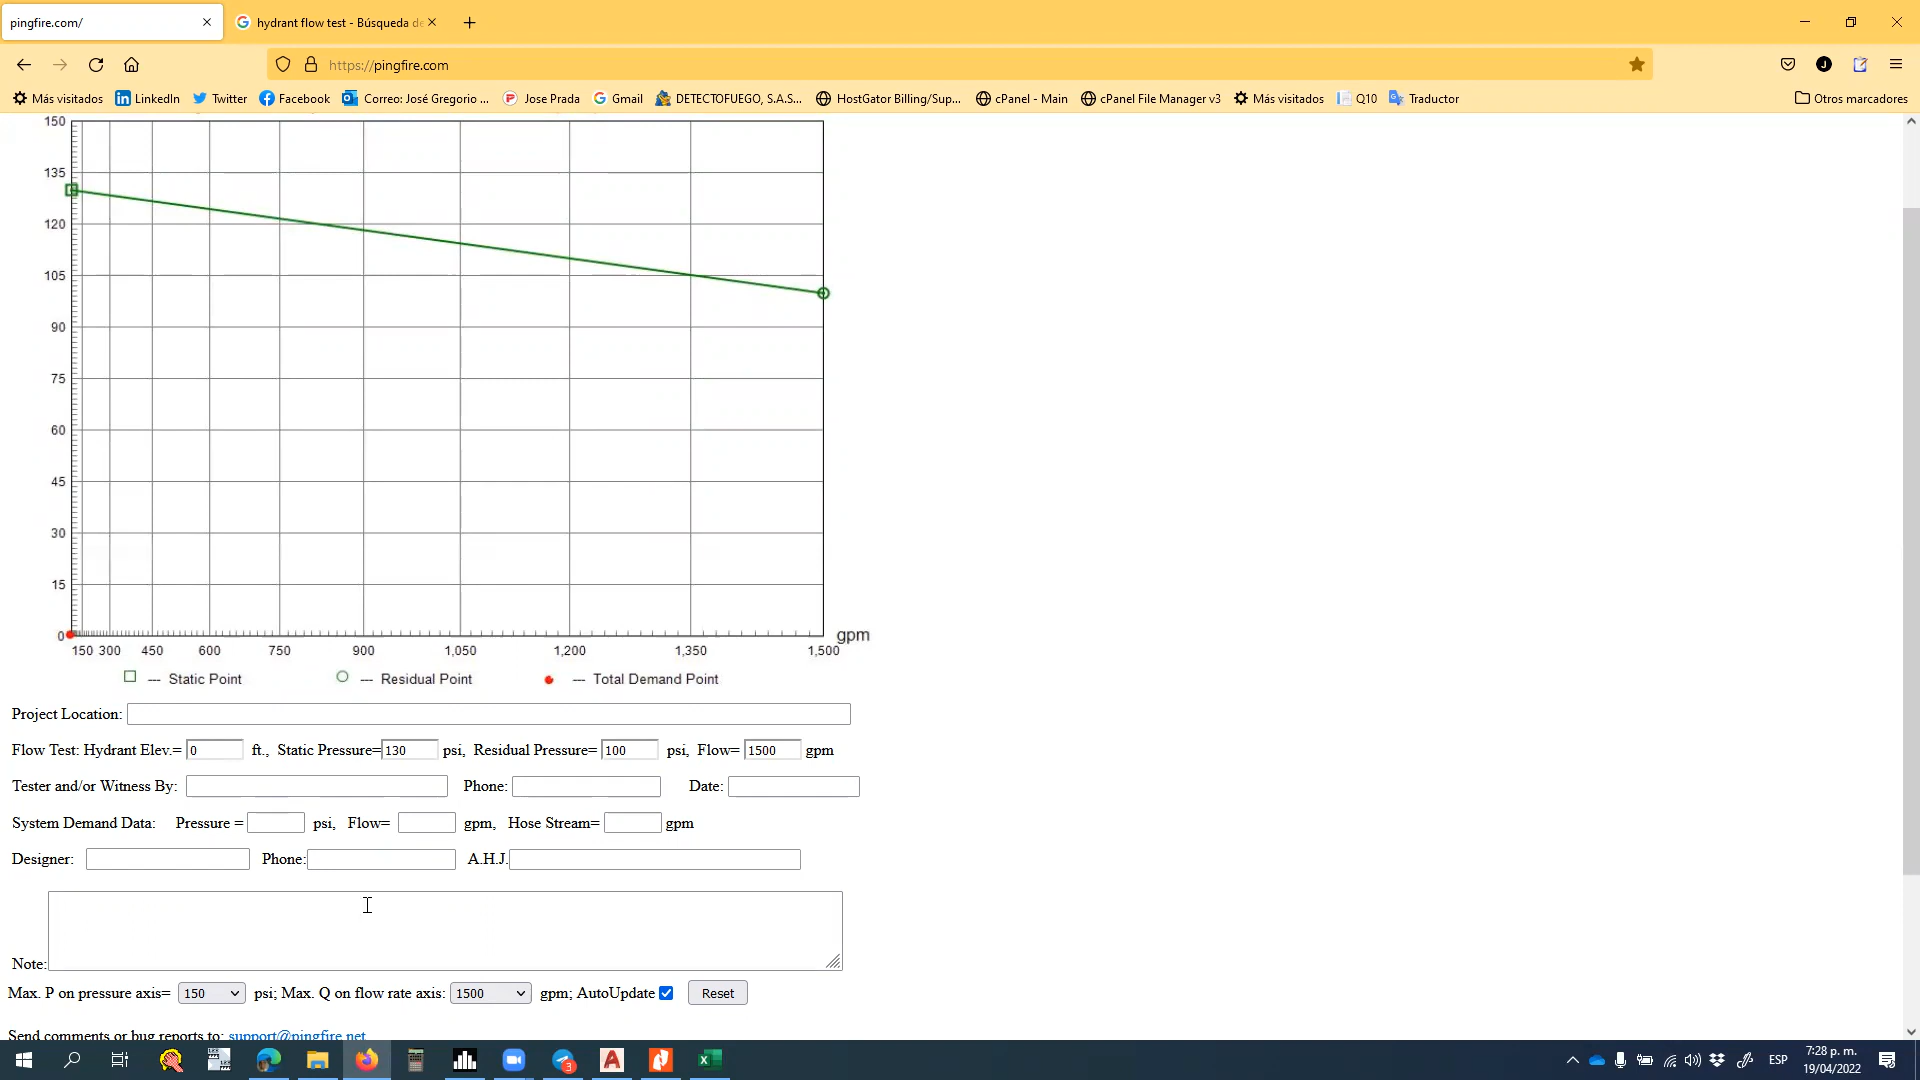 pingfire.com/
hydrant flow test - Búsqueda de
https://pingfire.com
Más visitados LinkedIn Twitter Facebook Correo: José Gregorio ... Jose Prada Gmail DETECTOFUEGO, S.A.S... HostGator Billing/Sup... cPanel - Main cPanel File Manager v3 Más visitados Q10 Traductor Otros marcadores
150
135
120
105
90
75
60
45
30
15
0
gpm
150 300 450 600 750 900 1,050 1,200 1,350 1,500
--- Static Point --- Residual Point --- Total Demand Point
Project Location:
Flow Test: Hydrant Elev.= 0 ft., Static Pressure= 130 psi, Residual Pressure= 100 psi, Flow= 1500 gpm
Tester and/or Witness By: Phone: Date:
System Demand Data: Pressure = psi, Flow= gpm, Hose Stream= gpm
Designer: Phone: A.H.J.
Note:
Max. P on pressure axis= 150 psi; Max. Q on flow rate axis: 1500 gpm; AutoUpdate Reset
Send comments or bug reports to: support@pingfire.net
3
ESP
7:28 p. m.
19/04/2022